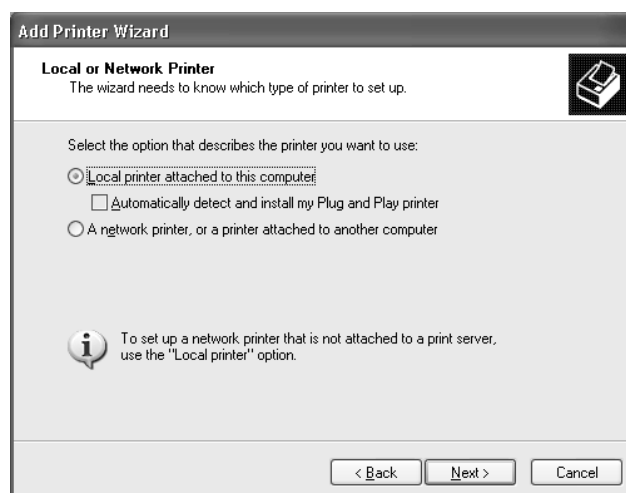 Add Printer Wizard
Local or Network Printer
The wizard needs to know which type of printer to set up.
Select the option that describes the printer you want to use:
Local printer attached to this computer
Automatically detect and install my Plug and Play printer
A network printer, or a printer attached to another computer
To set up a network printer that is not attached to a print server,
use the "Local printer" option.
< Back Next > Cancel